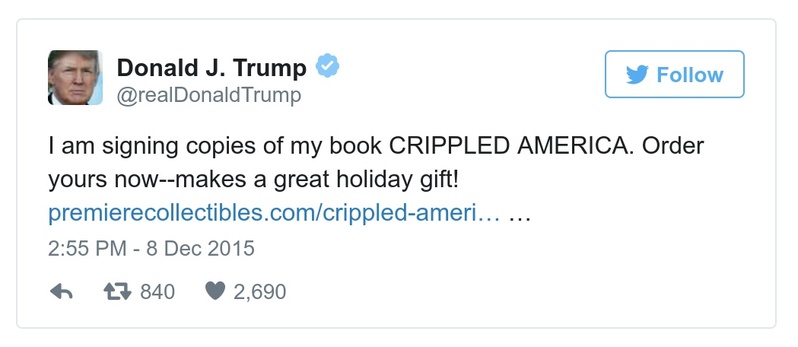 Donald J. Trump
@realDonaldTrump
Follow
I am signing copies of my book CRIPPLED AMERICA. Order
yours now--makes a great holiday gift!
premierecollectibles.com/crippled-ameri… …
2:55 PM - 8 Dec 2015
840 2,690